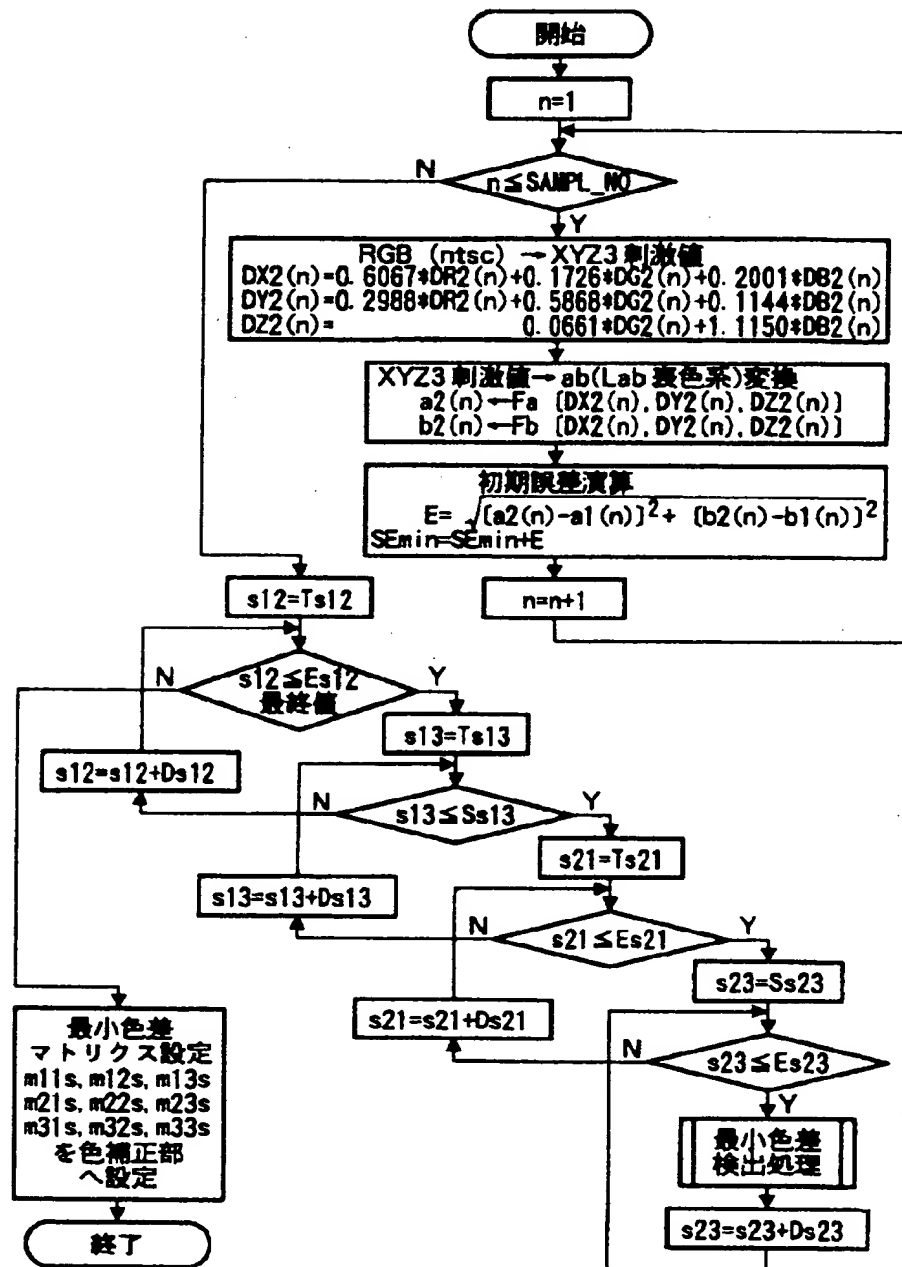 開始
n=1
N
n≦SAMPL_NO
Y
RGB (ntsc) →XYZ3刺激値
DX2(n)=0.6067*DR2(n)+0.1726*DG2(n)+0.2001*DB2(n)
DY2(n)=0.2988*DR2(n)+0.5868*DG2(n)+0.1144*DB2(n)
DZ2(n)= 0.0661*DG2(n)+1.1150*DB2(n)
XYZ3刺激値→ab(Lab表色系)変換
a2(n)←Fa [DX2(n),DY2(n),DZ2(n)]
b2(n)←Fb [DX2(n),DY2(n),DZ2(n)]
初期誤差演算
E= √[a2(n)-a1(n)]²+ [b2(n)-b1(n)]²
SEmin=SEmin+E
n=n+1
s12=Ts12
N
s12≦Es12
最終値
Y
s13=Ts13
s12=s12+Ds12
N
s13≦Ss13
Y
s21=Ts21
s13=s13+Ds13
N
s21≦Es21
Y
s23=Ss23
s21=s21+Ds21
N
s23≦Es23
Y
最小色差
検出処理
s23=s23+Ds23
最小色差
マトリクス設定
m11s,m12s,m13s
m21s,m22s,m23s
m31s,m32s,m33s
を色補正部
へ設定
終了